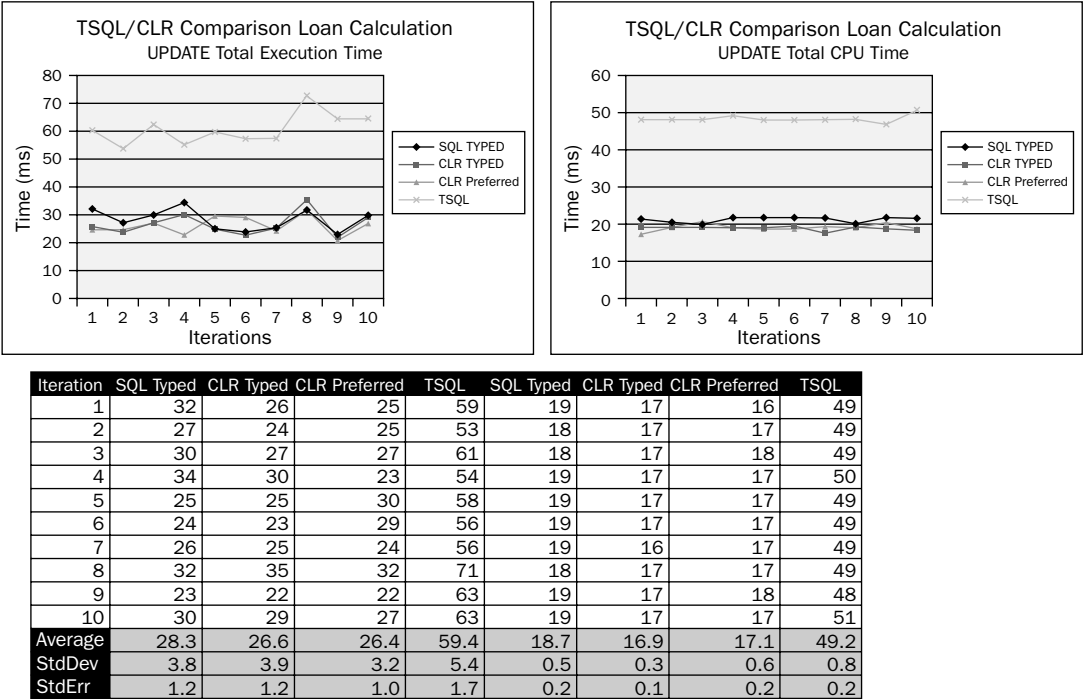 TSQL/CLR Comparison Loan Calculation
UPDATE Total Execution Time
80
70
60
50
40
30
20
10
0
Time (ms)
1 2 3 4 5 6 7 8 9 10
Iterations
SQL TYPED
CLR TYPED
CLR Preferred
TSQL
TSQL/CLR Comparison Loan Calculation
UPDATE Total CPU Time
60
50
40
30
20
10
0
Time (ms)
1 2 3 4 5 6 7 8 9 10
Iterations
SQL TYPED
CLR TYPED
CLR Preferred
TSQL
Iteration SQL Typed CLR Typed CLR Preferred TSQL SQL Typed CLR Typed CLR Preferred TSQL
1 32 26 25 59 19 17 16 49
2 27 24 25 53 18 17 17 49
3 30 27 27 61 18 17 18 49
4 34 30 23 54 19 17 17 50
5 25 25 30 58 19 17 17 49
6 24 23 29 56 19 17 17 49
7 26 25 24 56 19 16 17 49
8 32 35 32 71 18 17 17 49
9 23 22 22 63 19 17 18 48
10 30 29 27 63 19 17 17 51
Average 28.3 26.6 26.4 59.4 18.7 16.9 17.1 49.2
StdDev 3.8 3.9 3.2 5.4 0.5 0.3 0.6 0.8
StdErr 1.2 1.2 1.0 1.7 0.2 0.1 0.2 0.2